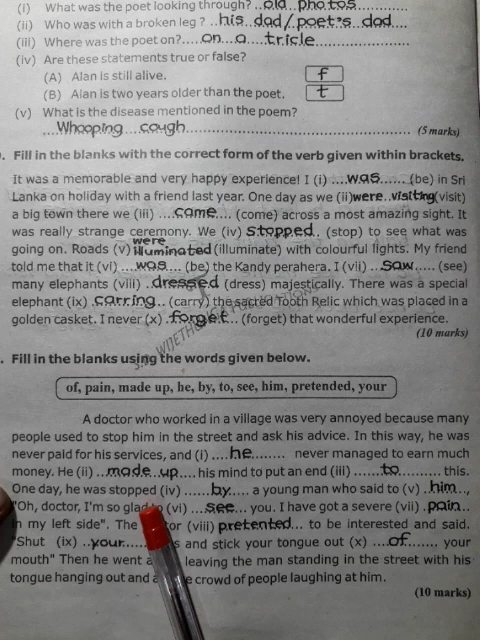 (i) What was the poet looking through? ..old..photos..............
(ii) Who was with a broken leg ? ..his..dad/poet's..dad....
(iii) Where was the poet on?....on...a...tricle..................
(iv) Are these statements true or false?
(A) Alan is still alive. f
(B) Alan is two years older than the poet. t
(v) What is the disease mentioned in the poem?
....Whooping...cough............................................. (5 marks)
. Fill in the blanks with the correct form of the verb given within brackets.
It was a memorable and very happy experience! I (i) ....was...... (be) in Sri
Lanka on holiday with a friend last year. One day as we (ii)were..visiting(visit)
a big town there we (iii) ....came.... (come) across a most amazing sight. It
was really strange ceremony. We (iv) stopped.. (stop) to see what was
going on. Roads (v) were illuminated (illuminate) with colourful lights. My friend
told me that it (vi) ....was.... (be) the Kandy perahera. I (vii) ...saw..... (see)
many elephants (viii) ..dressed (dress) majestically. There was a special
elephant (ix) .carring.. (carry) the sacred Tooth Relic which was placed in a
golden casket. I never (x) ..forget.. (forget) that wonderful experience.
(10 marks)
. Fill in the blanks using the words given below.
of, pain, made up, he, by, to, see, him, pretended, your
A doctor who worked in a village was very annoyed because many
people used to stop him in the street and ask his advice. In this way, he was
never paid for his services, and (i) ....he........ never managed to earn much
money. He (ii) ...made..up.... his mind to put an end (iii) .......to........ this.
One day, he was stopped (iv) ......by..... a young man who said to (v) ..him...,
"Oh, doctor, I'm so glad to (vi) ....see.... you. I have got a severe (vii) .pain...
in my left side". The (viii) pretented... to be interested and said.
"Shut (ix) ..your..... and stick your tongue out (x) ....of....... your
mouth" Then he went leaving the man standing in the street with his
tongue hanging out and a crowd of people laughing at him.
(10 marks)